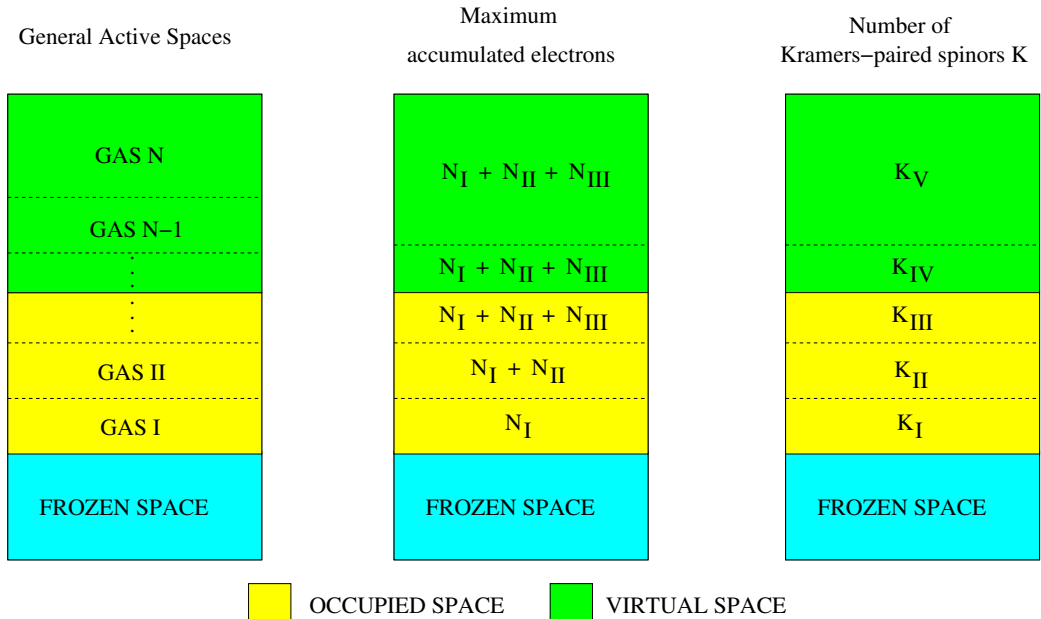 General Active Spaces
Maximum
accumulated electrons
Number of
Kramers−paired spinors K
GAS N
GAS N−1
GAS II
GAS I
FROZEN SPACE
N_I + N_II + N_III
N_I + N_II + N_III
N_I + N_II + N_III
N_I + N_II
N_I
FROZEN SPACE
K_V
K_IV
K_III
K_II
K_I
FROZEN SPACE
OCCUPIED SPACE
VIRTUAL SPACE